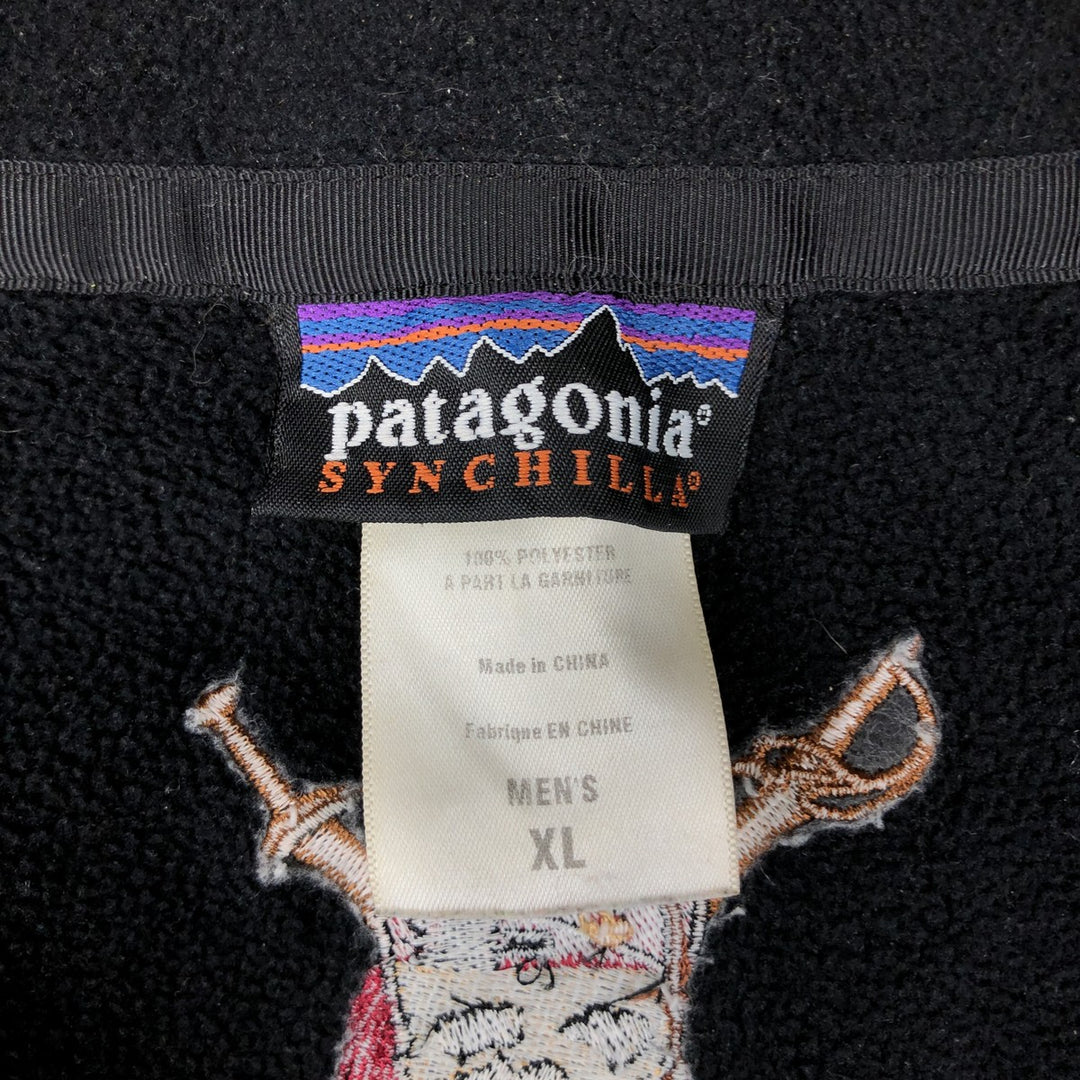 patagonia®
SYNCHILLA®
100% POLYESTER
A PART LA GARNITURE
Made in CHINA
Fabrique EN CHINE
MEN'S
XL